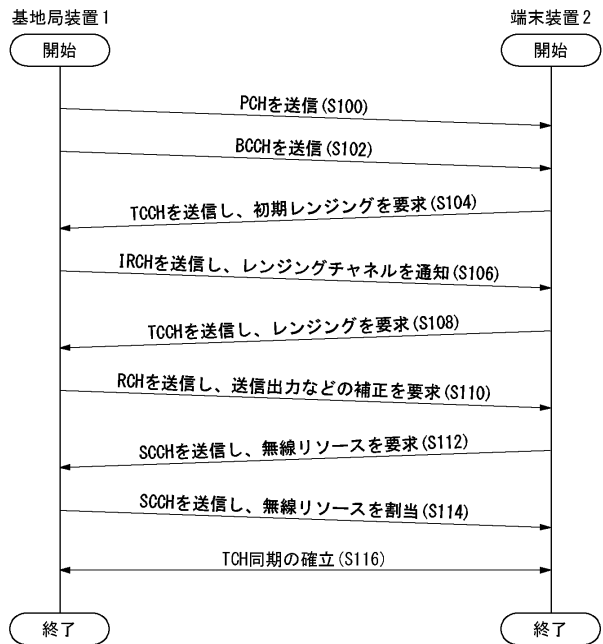 基地局装置1
端末装置2
開始
開始
PCHを送信(S100)
BCCHを送信(S102)
TCCHを送信し、初期レンジングを要求(S104)
IRCHを送信し、レンジングチャネルを通知(S106)
TCCHを送信し、レンジングを要求(S108)
RCHを送信し、送信出力などの補正を要求(S110)
SCCHを送信し、無線リソースを要求(S112)
SCCHを送信し、無線リソースを割当(S114)
TCH同期の確立(S116)
終了
終了